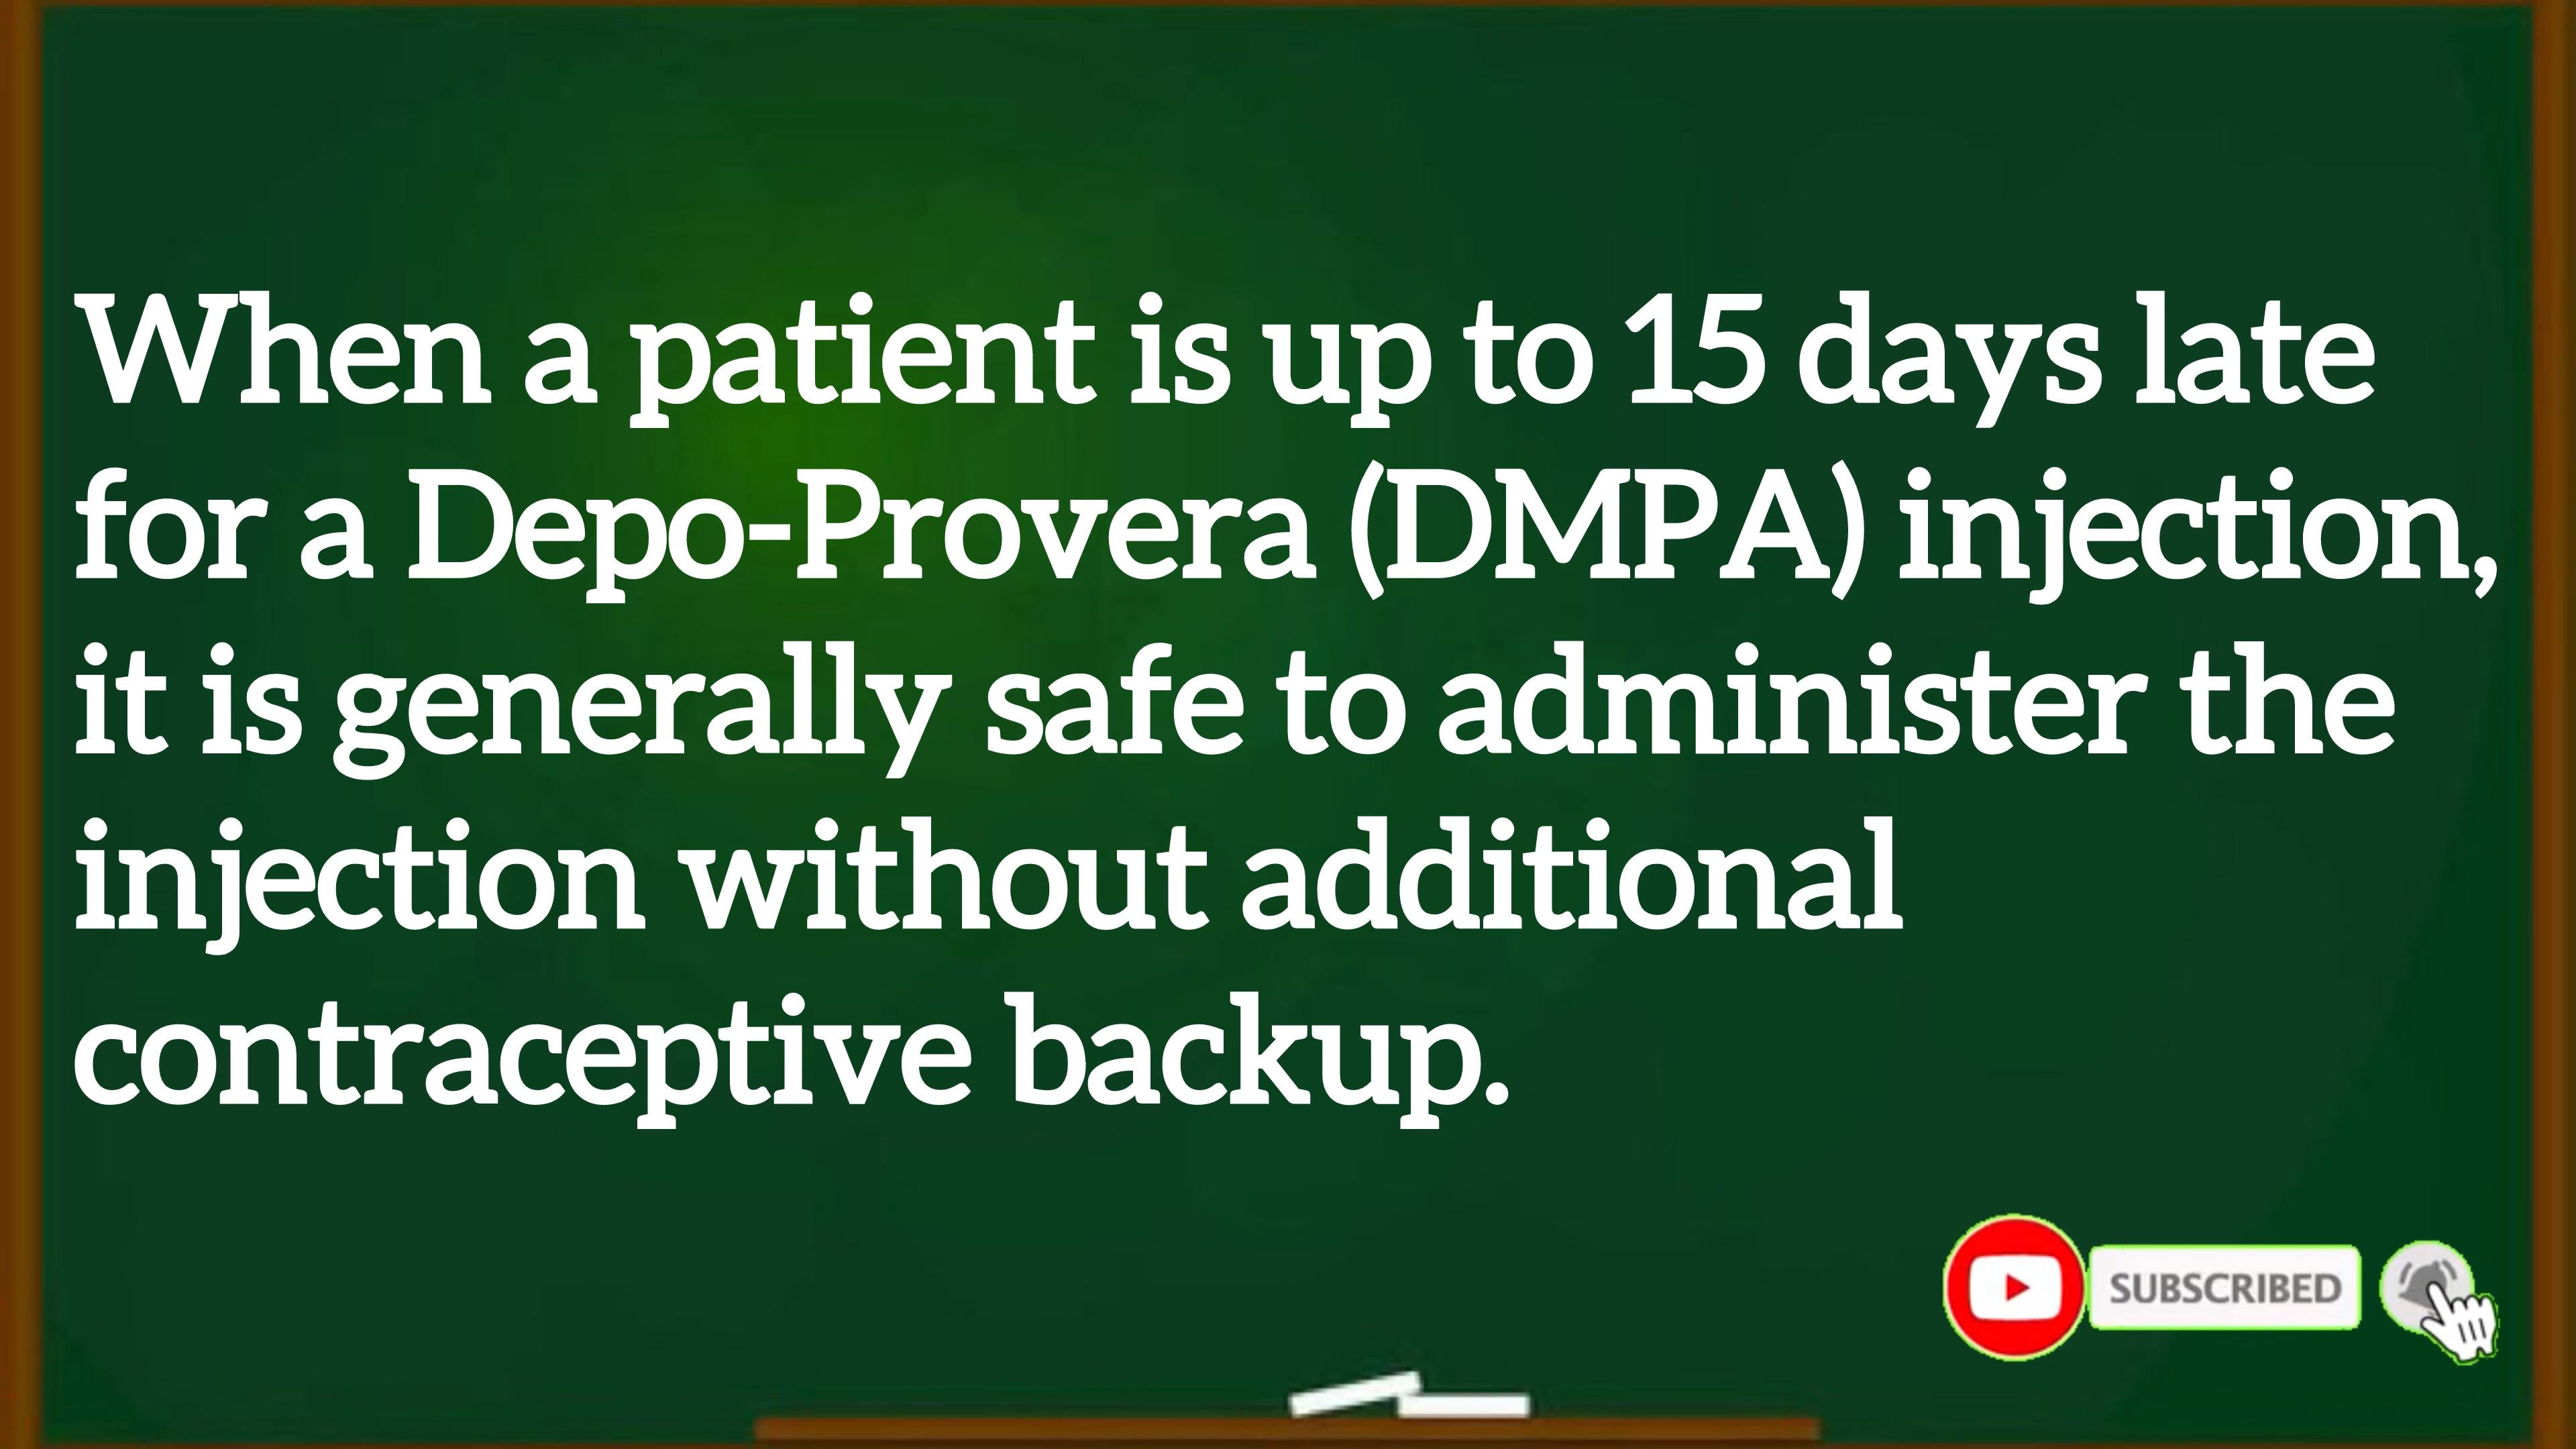 When a patient is up to 15 days late
for a Depo-Provera (DMPA) injection,
it is generally safe to administer the
injection without additional
contraceptive backup.
SUBSCRIBED